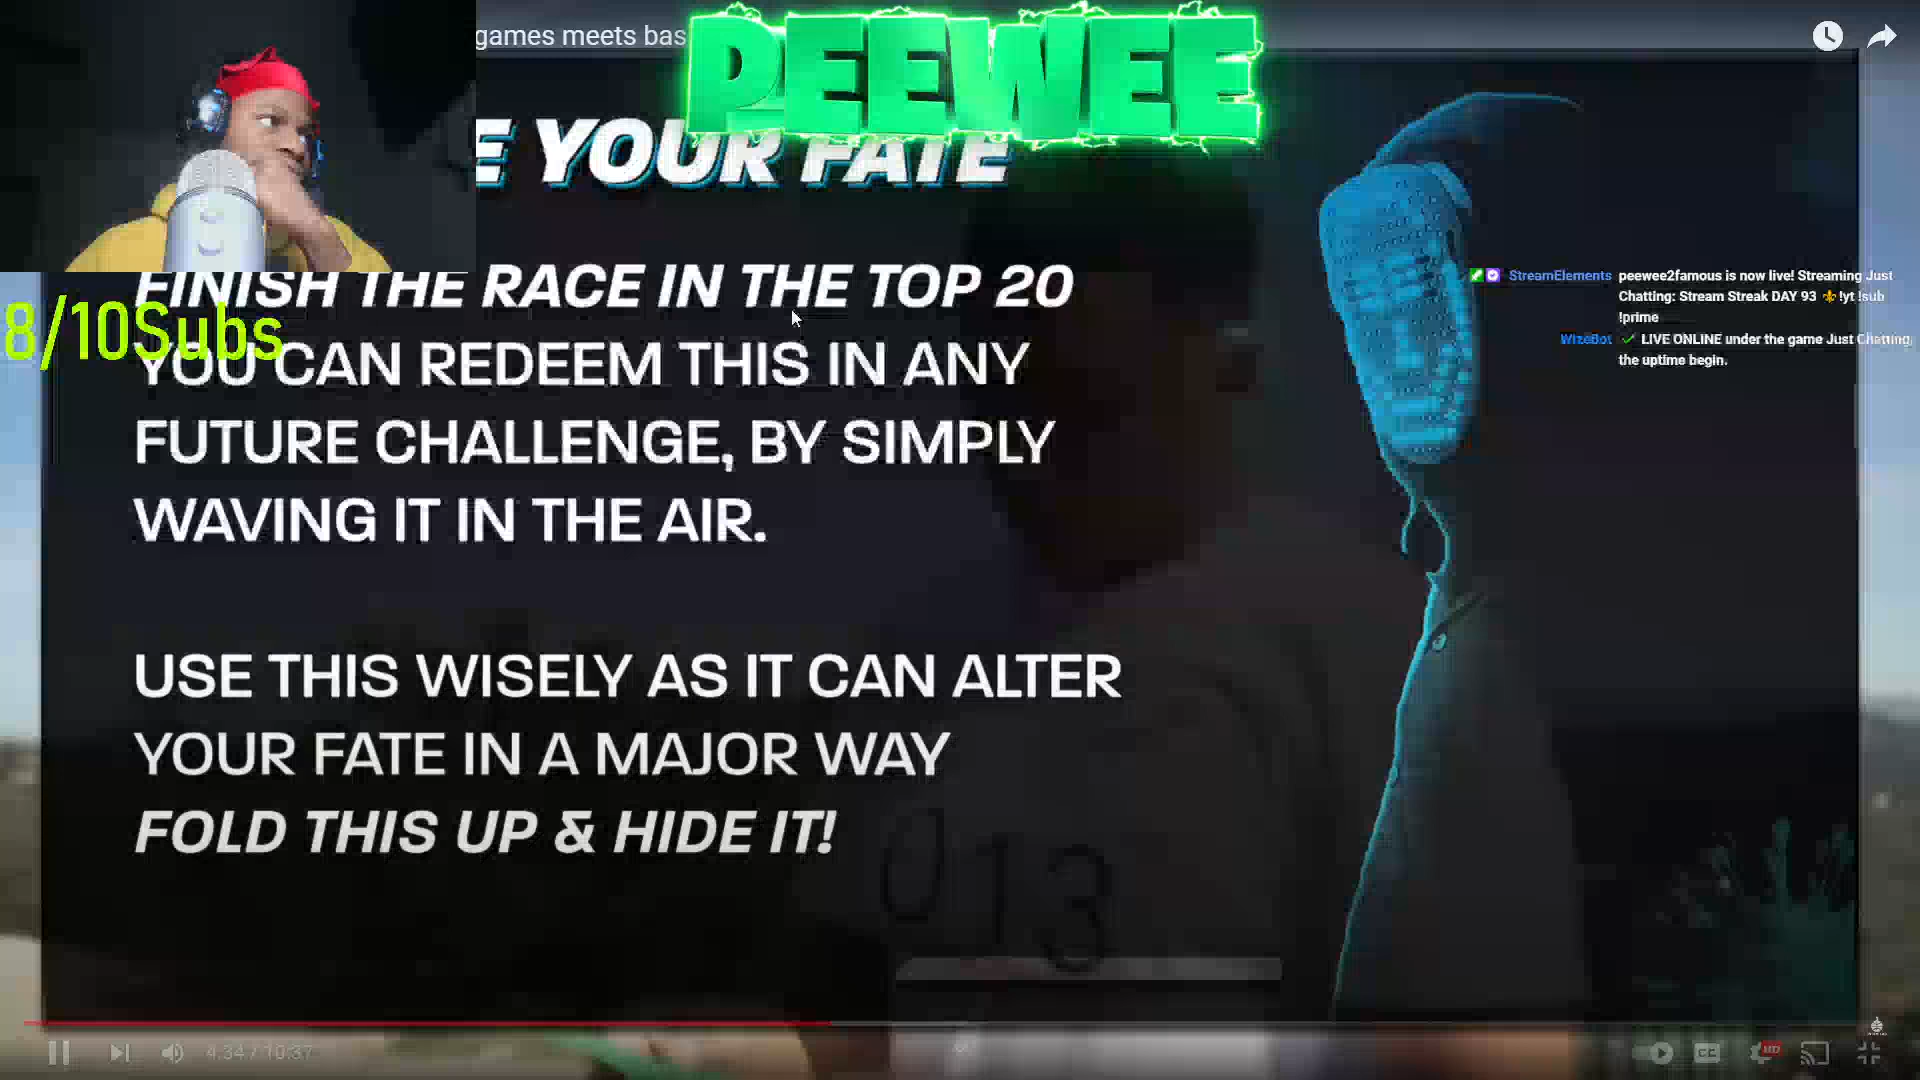 games meets bas
PEEWEE
E YOUR FATE
FINISH THE RACE IN THE TOP 20
8/10Subs
YOU CAN REDEEM THIS IN ANY
FUTURE CHALLENGE, BY SIMPLY
WAVING IT IN THE AIR.
USE THIS WISELY AS IT CAN ALTER
YOUR FATE IN A MAJOR WAY
FOLD THIS UP & HIDE IT!
StreamElements peewee2famous is now live! Streaming Just
Chatting: Stream Streak DAY 93 ⚜ !yt !sub
!prime
WizeBot ✓ LIVE ONLINE under the game Just Chatting,
the uptime begin.
013
4:34 / 10:37
CC
HD